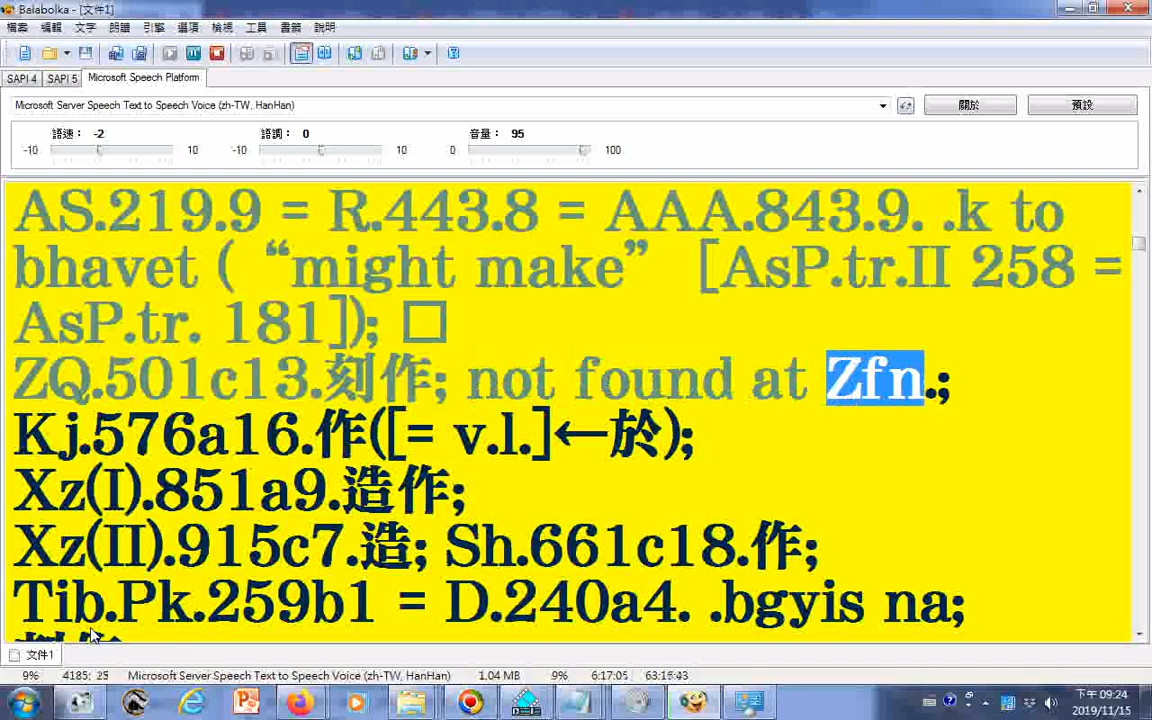 Balabolka - [文件1]
檔案 編輯 文字 朗讀 引擎 選項 檢視 工具 書籤 說明
SAPI 4 SAPI 5 Microsoft Speech Platform
Microsoft Server Speech Text to Speech Voice (zh-TW, HanHan)
關於 預設
語速： -2 語調： 0 音量： 95
-10 10 -10 10 0 100
AS.219.9 = R.443.8 = AAA.843.9. .k to
bhavet (“might make” [AsP.tr.II 258 =
AsP.tr. 181]); □
ZQ.501c13.刻作; not found at Zfn.;
Kj.576a16.作([= v.l.]←於);
Xz(I).851a9.造作;
Xz(II).915c7.造; Sh.661c18.作;
Tib.Pk.259b1 = D.240a4. .bgyis na;
文件1
9% 4185: 25 Microsoft Server Speech Text to Speech Voice (zh-TW, HanHan) 1.04 MB 9% 6:17:05 63:16:43
下午 09:24
2019/11/15